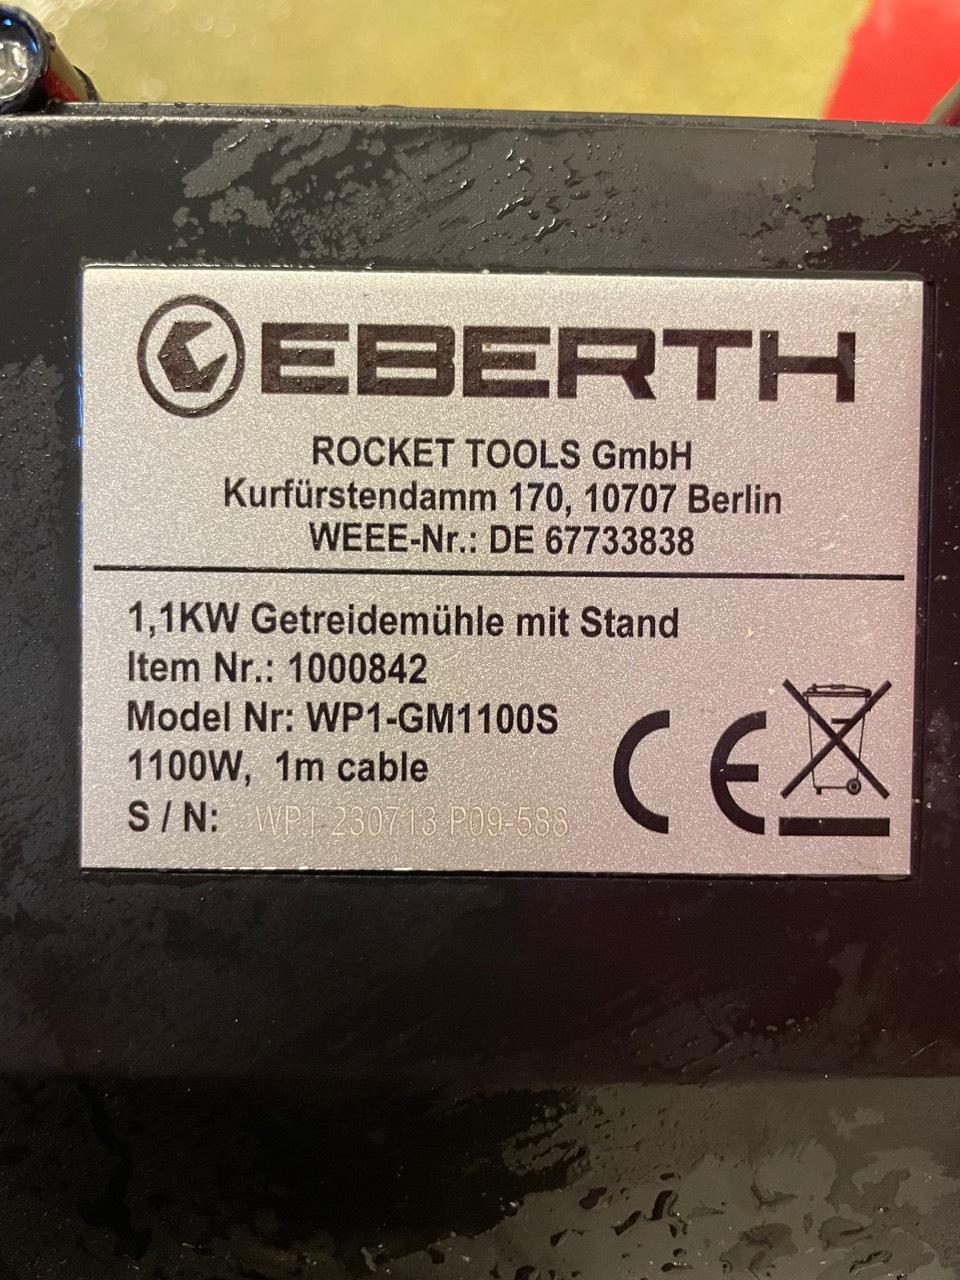 EBERTH
ROCKET TOOLS GmbH
Kurfürstendamm 170, 10707 Berlin
WEEE-Nr.: DE 67733838
1,1KW Getreidemühle mit Stand
Item Nr.: 1000842
Model Nr: WP1-GM1100S
1100W, 1m cable
S / N: WP1-230713 P09-588
CE